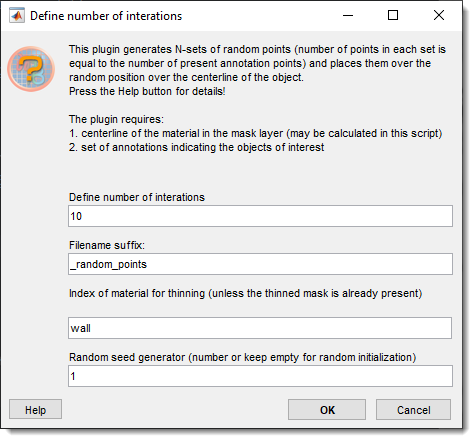 Define number of interations
This plugin generates N-sets of random points (number of points in each set is
equal to the number of present annotation points) and places them over the
random position over the centerline of the object.
Press the Help button for details!
The plugin requires:
1. centerline of the material in the mask layer (may be calculated in this script)
2. set of annotations indicating the objects of interest
Define number of interations
10
Filename suffix:
_random_points
Index of material for thinning (unless the thinned mask is already present)
wall
Random seed generator (number or keep empty for random initialization)
1
Help
OK
Cancel